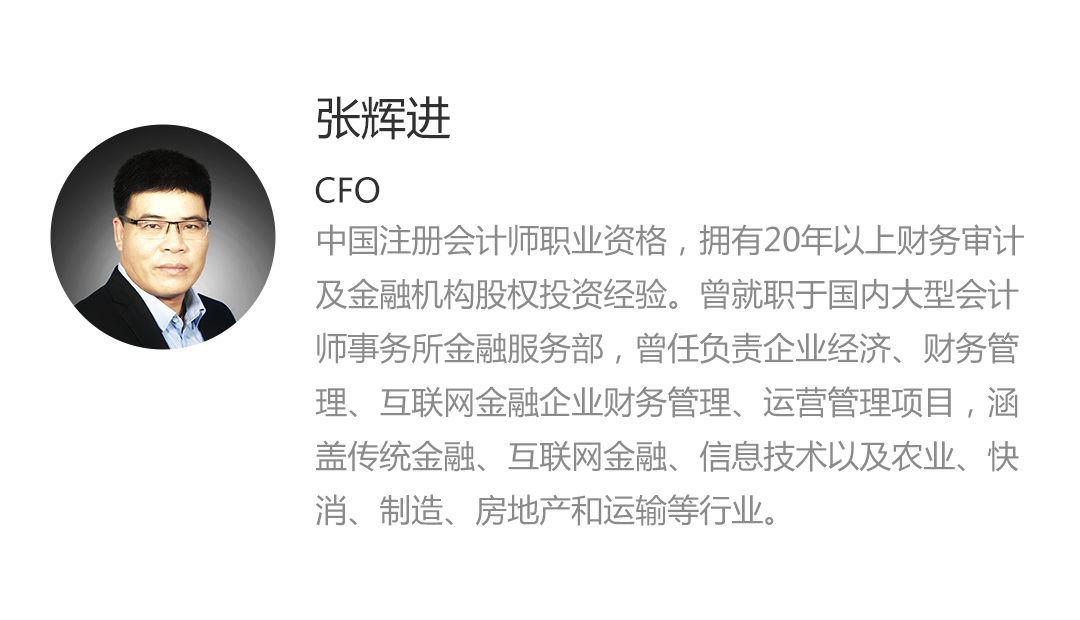 张辉进
CFO
中国注册会计师职业资格，拥有20年以上财务审计
及金融机构股权投资经验。曾就职于国内大型会计
师事务所金融服务部，曾任负责企业经济、财务管
理、互联网金融企业财务管理、运营管理项目，涵
盖传统金融、互联网金融、信息技术以及农业、快
消、制造、房地产和运输等行业。